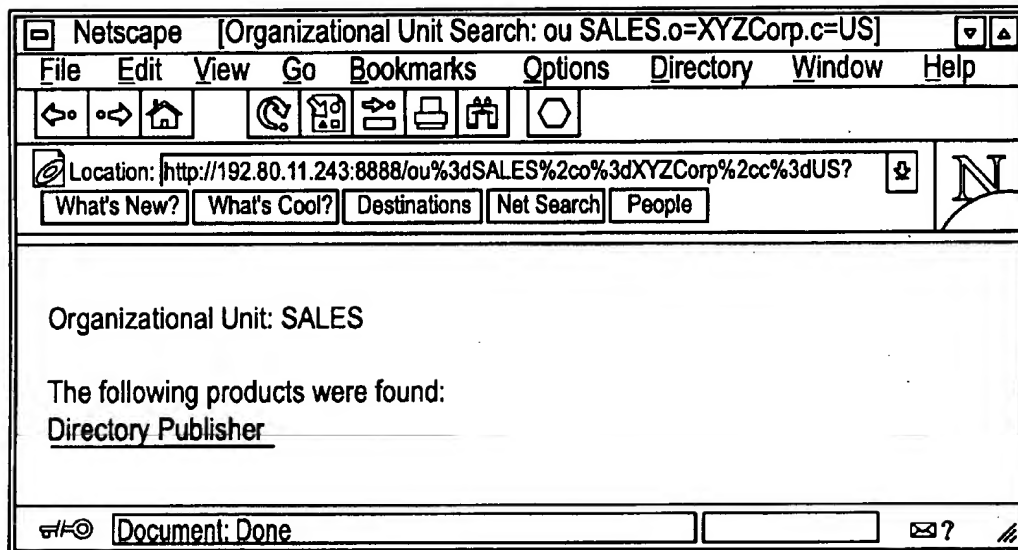 Netscape [Organizational Unit Search: ou SALES.o=XYZCorp.c=US]
File Edit View Go Bookmarks Options Directory Window Help
Location: http://192.80.11.243:8888/ou%3dSALES%2co%3dXYZCorp%2cc%3dUS?
What's New? What's Cool? Destinations Net Search People
N
Organizational Unit: SALES
The following products were found:
Directory Publisher
Document: Done
?